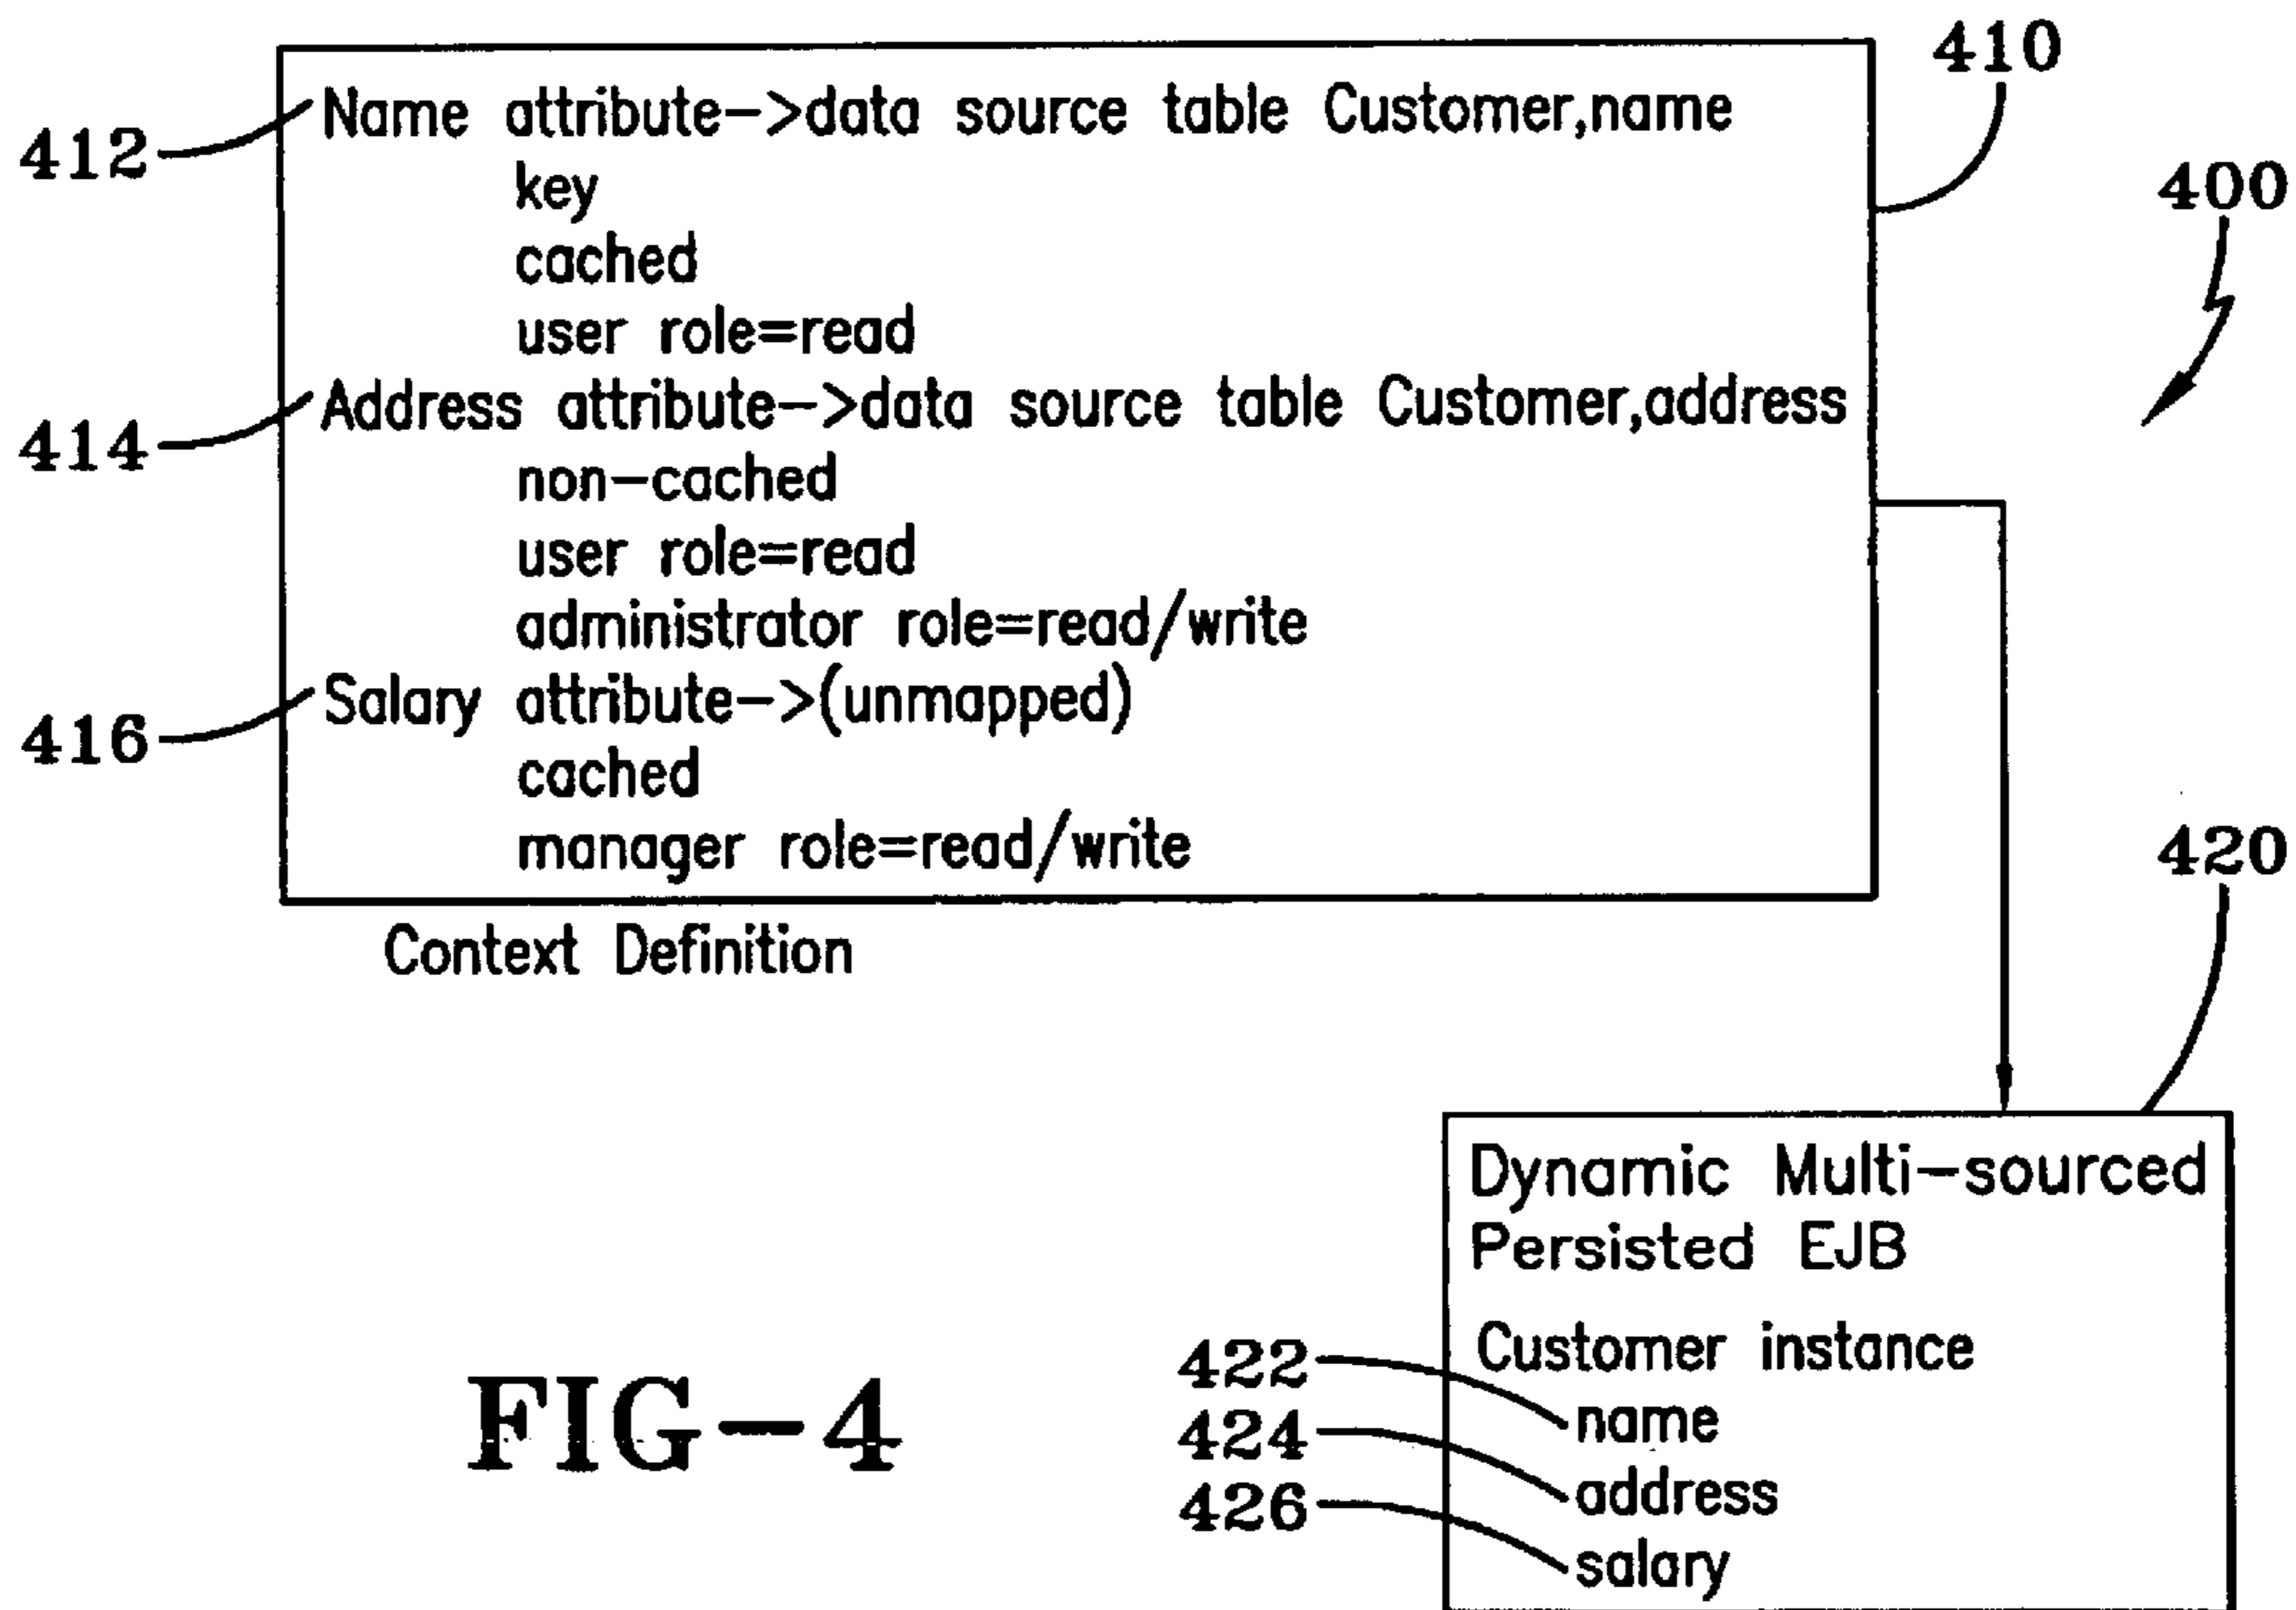 410
412
Name attribute->data source table Customer,name
key
cached
user role=read
400
414
Address attribute->data source table Customer,address
non-cached
user role=read
administrator role=read/write
416
Salary attribute->(unmapped)
cached
manager role=read/write
Context Definition
420
Dynamic Multi-sourced
Persisted EJB
Customer instance
422
name
424
address
426
salary
FIG-4